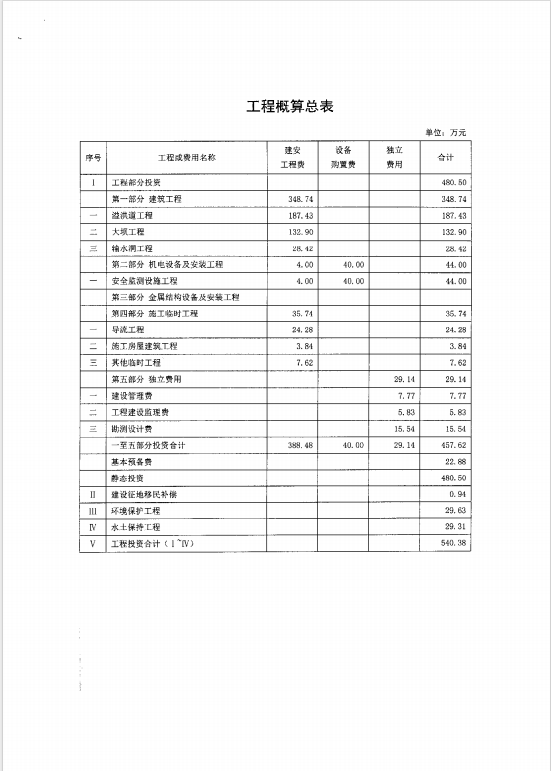 工程概算总表
单位：万元
序号 工程或费用名称 建安工程费 设备购置费 独立费用 合计
I 工程部分投资 480.50
第一部分 建筑工程 348.74 348.74
一 溢洪道工程 187.43 187.43
二 大坝工程 132.90 132.90
三 输水洞工程 28.42 28.42
第二部分 机电设备及安装工程 4.00 40.00 44.00
一 安全监测设施工程 4.00 40.00 44.00
第三部分 金属结构设备及安装工程
第四部分 施工临时工程 35.74 35.74
一 导流工程 24.28 24.28
二 施工房屋建筑工程 3.84 3.84
三 其他临时工程 7.62 7.62
第五部分 独立费用 29.14 29.14
一 建设管理费 7.77 7.77
二 工程建设监理费 5.83 5.83
三 勘测设计费 15.54 15.54
一至五部分投资合计 388.48 40.00 29.14 457.62
基本预备费 22.88
静态投资 480.50
II 建设征地移民补偿 0.94
III 环境保护工程 29.63
IV 水土保持工程 29.31
V 工程投资合计（I~IV） 540.38